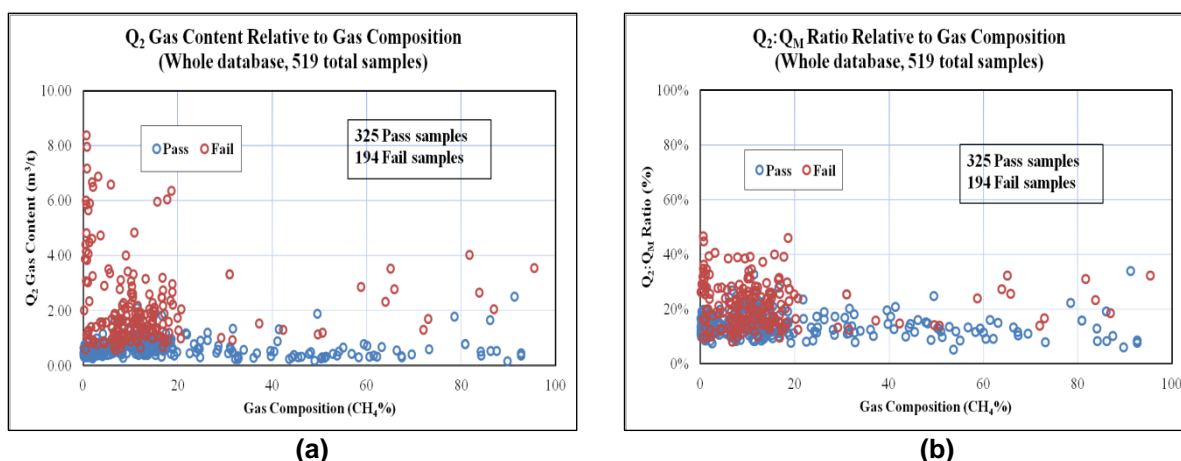 Q₂ Gas Content Relative to Gas Composition
(Whole database, 519 total samples)
Q₂ Gas Content (m³/t)
10.00
8.00
6.00
4.00
2.00
0.00
Pass Fail
325 Pass samples
194 Fail samples
0 20 40 60 80 100
Gas Composition (CH₄%)
(a)
Q₂:Q_M Ratio Relative to Gas Composition
(Whole database, 519 total samples)
Q₂:Q_M Ratio (%)
100%
80%
60%
40%
20%
0%
Pass Fail
325 Pass samples
194 Fail samples
0 20 40 60 80 100
Gas Composition (CH₄%)
(b)